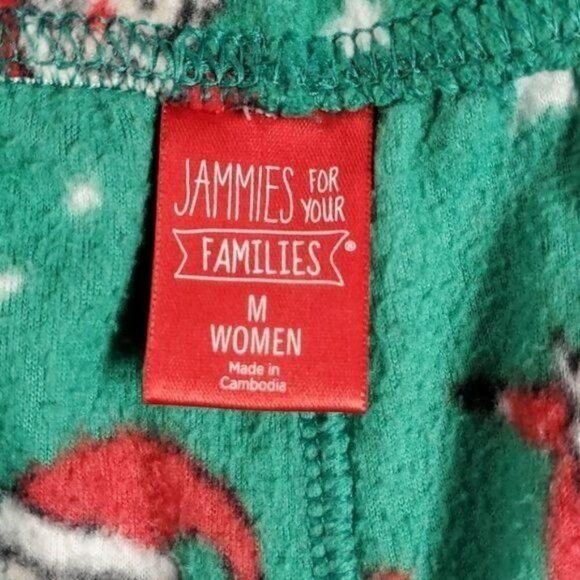 JAMMIES FOR YOUR
FAMILIES®
M
WOMEN
Made in
Cambodia